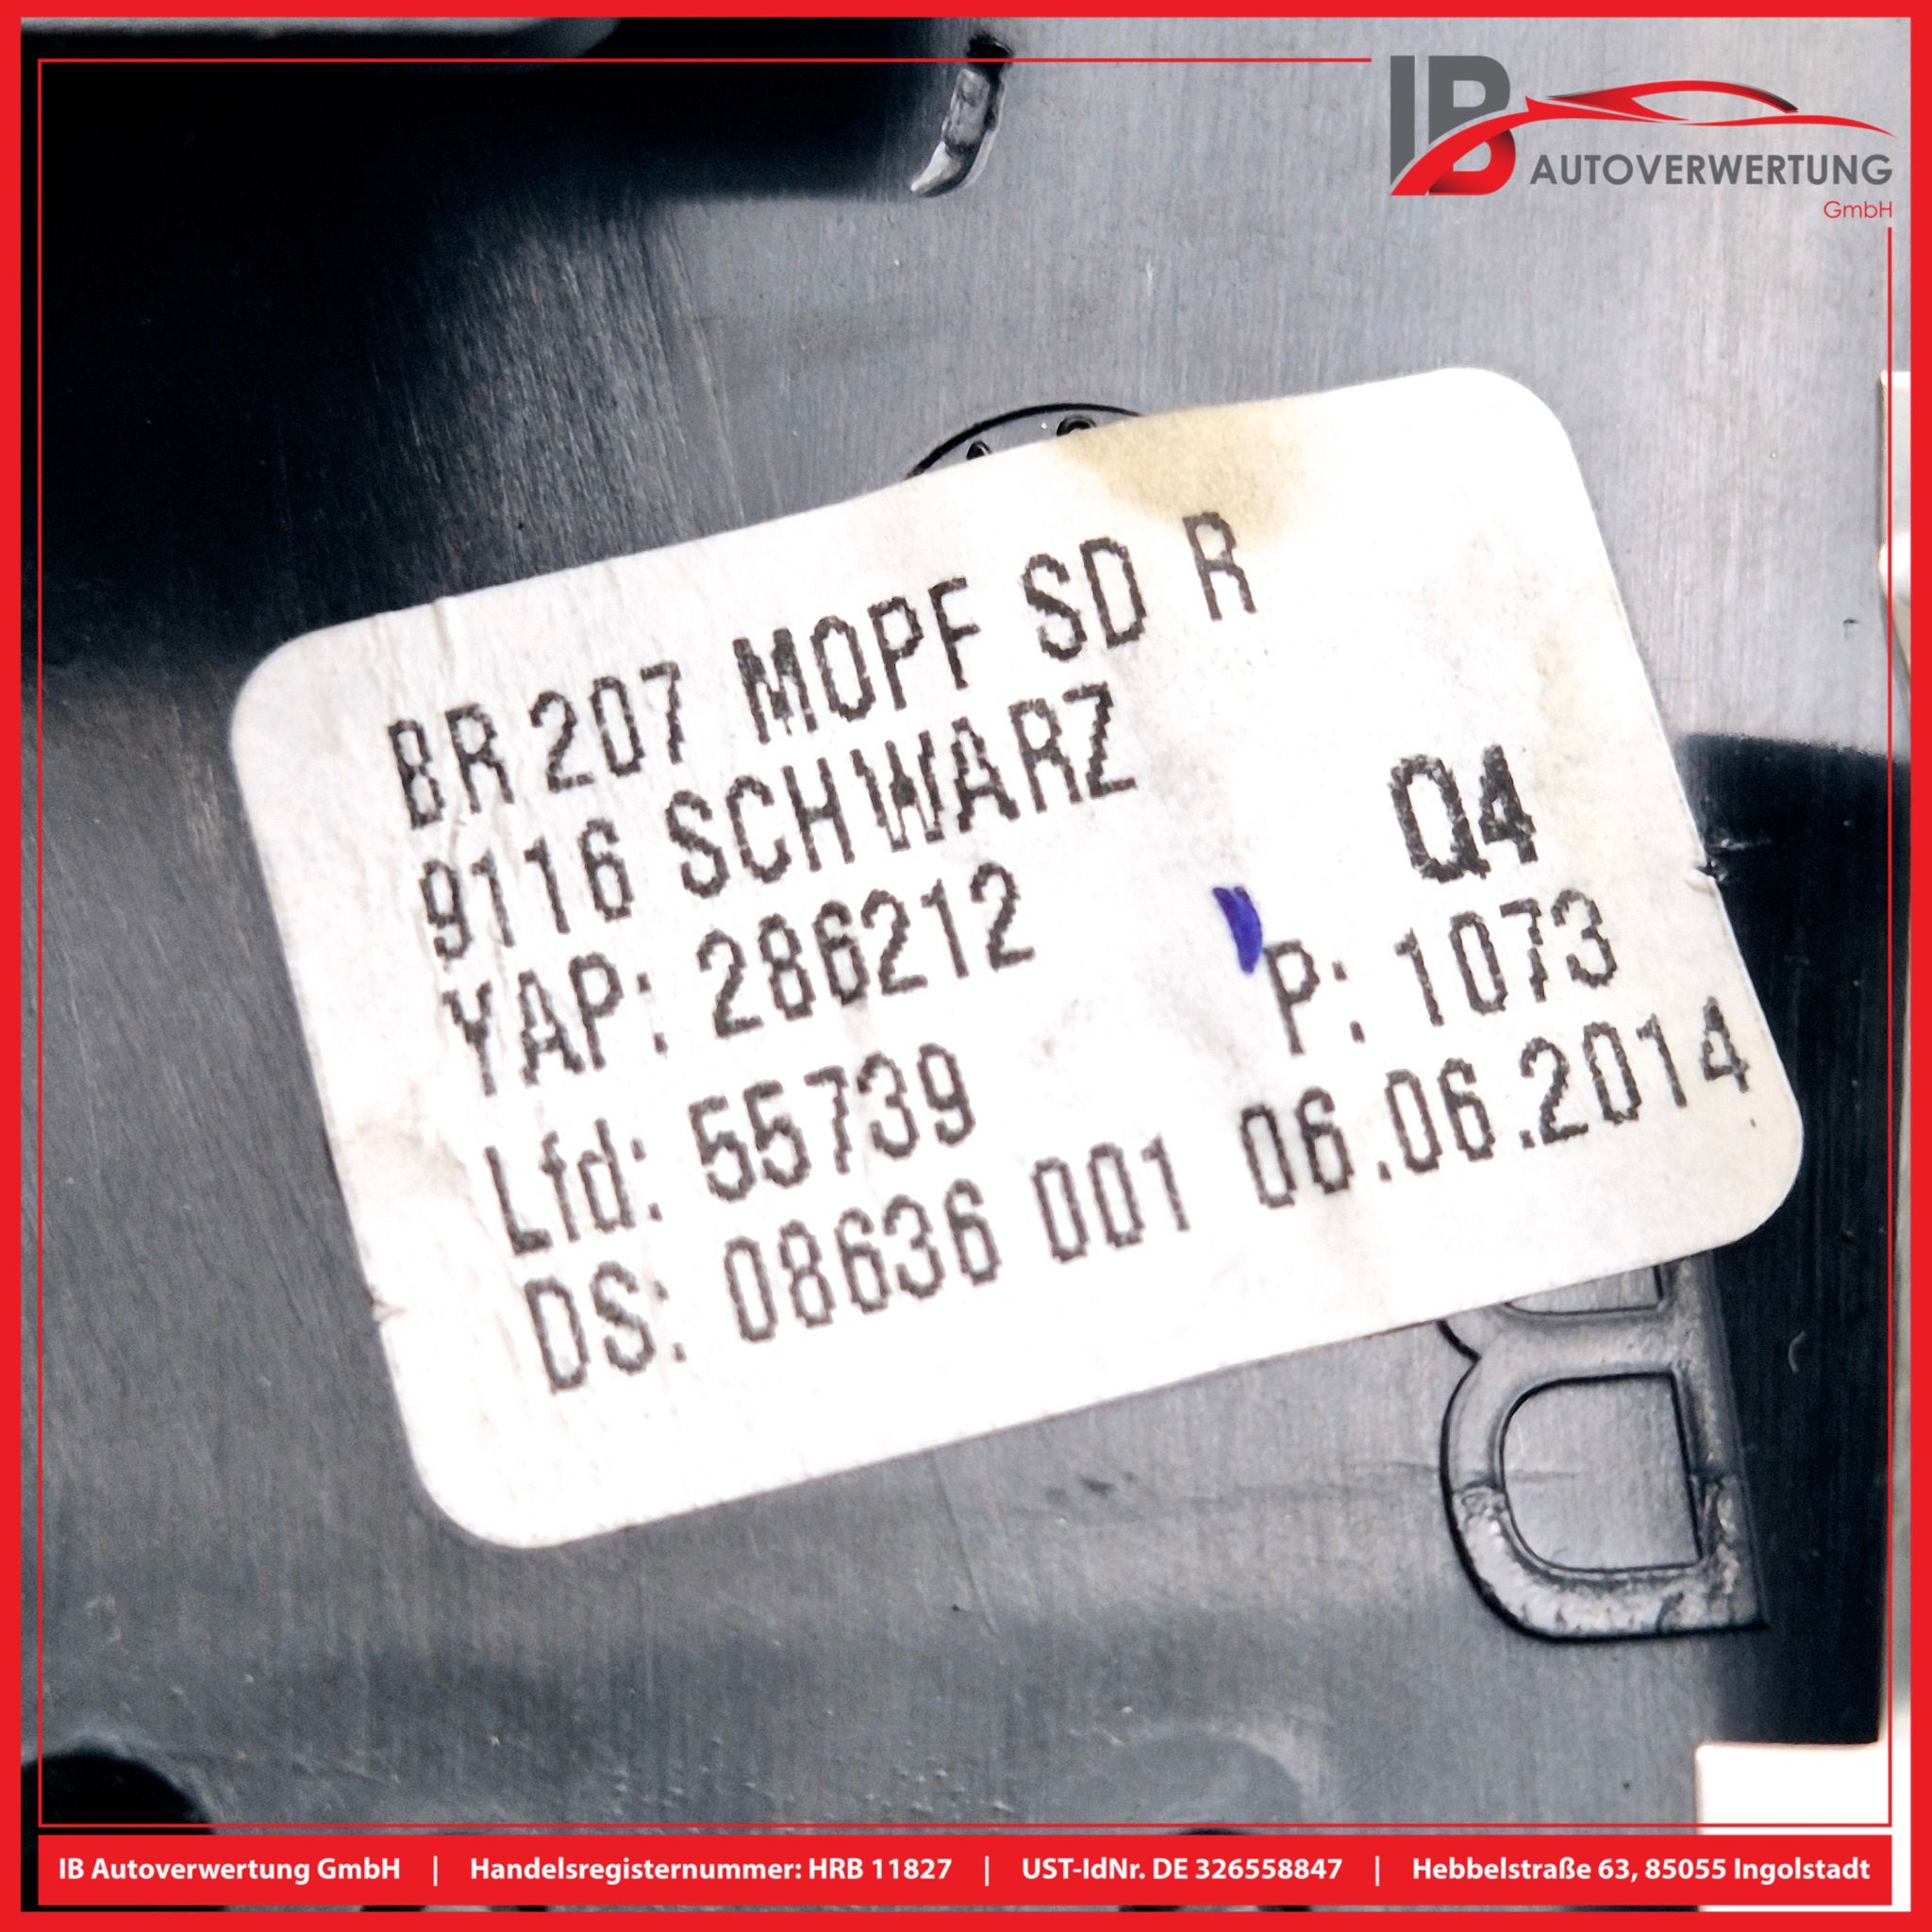 IB
AUTOVERWERTUNG
GmbH
BR 207 MOPF SD R
9116 SCHWARZ
Q4
YAP: 286212
P: 1073
Lfd: 55739
DS: 08636 001 06.06.2014
IB Autoverwertung GmbH | Handelsregisternummer: HRB 11827 | UST-IdNr. DE 326558847 | Hebbelstraße 63, 85055 Ingolstadt